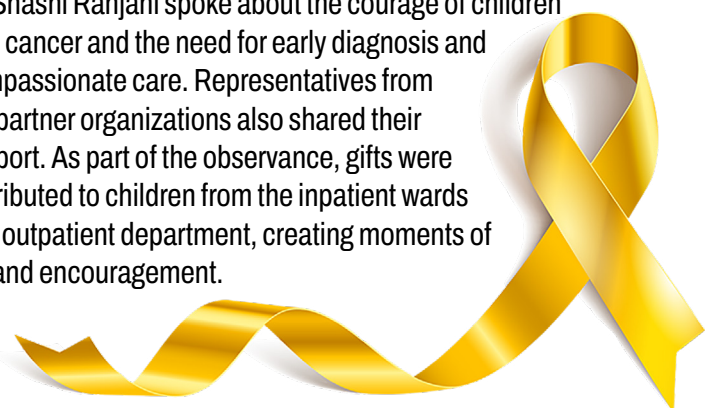 Shashi Ranjani spoke about the courage of children
cancer and the need for early diagnosis and
passionate care. Representatives from
partner organizations also shared their
port. As part of the observance, gifts were
ributed to children from the inpatient wards
outpatient department, creating moments of
and encouragement.